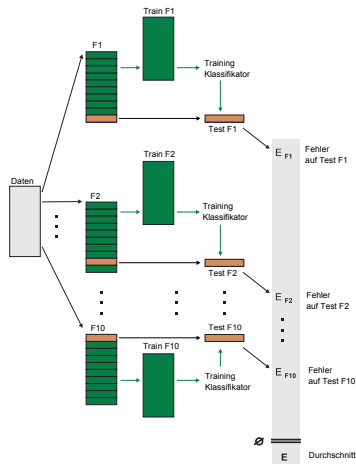 Train F1
F1
Training
Klassifikator
Test F1
E F1
Fehler
auf Test F1
Daten
Train F2
F2
Training
Klassifikator
Test F2
E F2
Fehler
auf Test F2
F10
Test F10
Train F10
Training
Klassifikator
E F10
Fehler
auf Test F10
Ø
E
Durchschnitt